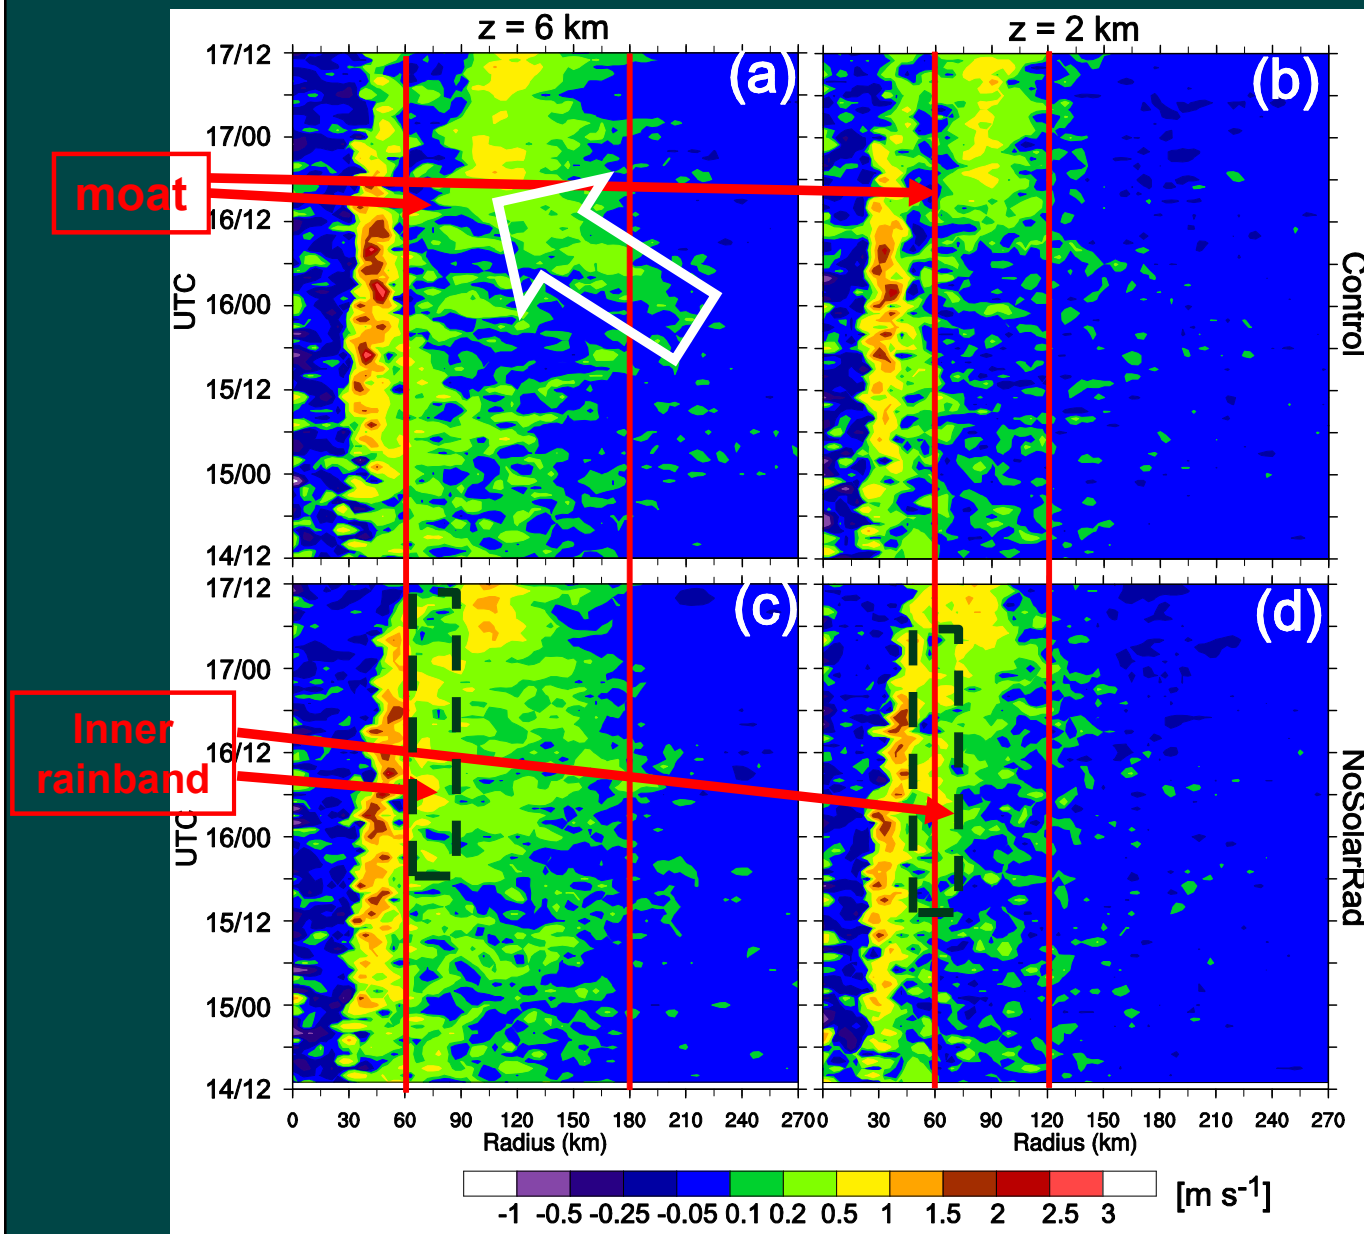 z = 6 km
z = 2 km
17/12
(a)
(b)
17/00
moat
16/12
UTC
16/00
Control
15/12
15/00
14/12
17/12
(c)
(d)
17/00
Inner
rainband
16/12
UTC
16/00
NoSolarRad
15/12
15/00
14/12
0 30 60 90 120 150 180 210 240 270
0 30 60 90 120 150 180 210 240 270
Radius (km)
Radius (km)
-1 -0.5 -0.25 -0.05 0.1 0.2 0.5 1 1.5 2 2.5 3
[m s-1]